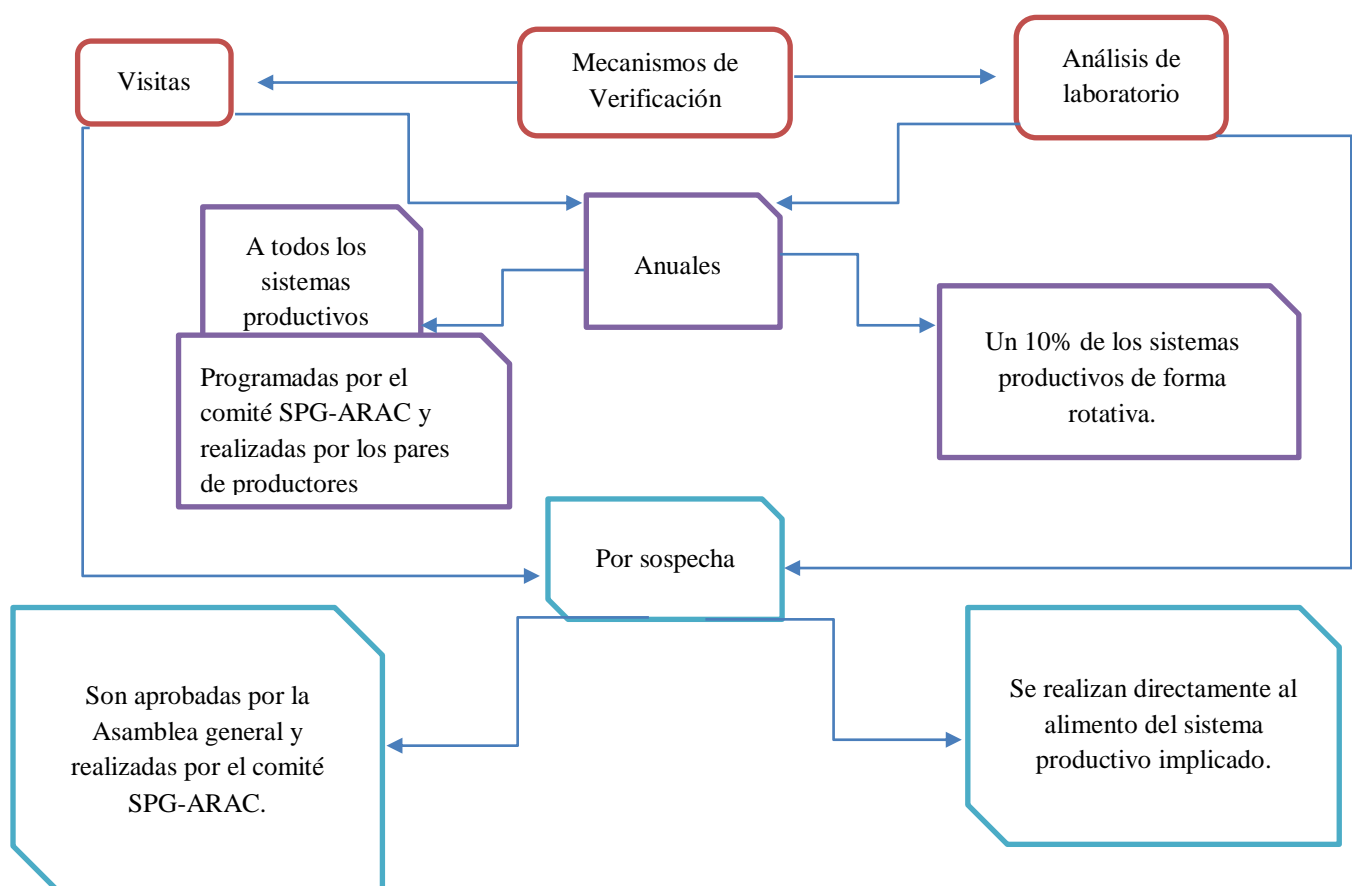 Visitas
Mecanismos de
Verificación
Análisis de
laboratorio
Anuales
A todos los
sistemas
productivos
Programadas por el
comité SPG-ARAC y
realizadas por los pares
de productores
Un 10% de los sistemas
productivos de forma
rotativa.
Por sospecha
Son aprobadas por la
Asamblea general y
realizadas por el comité
SPG-ARAC.
Se realizan directamente al
alimento del sistema
productivo implicado.